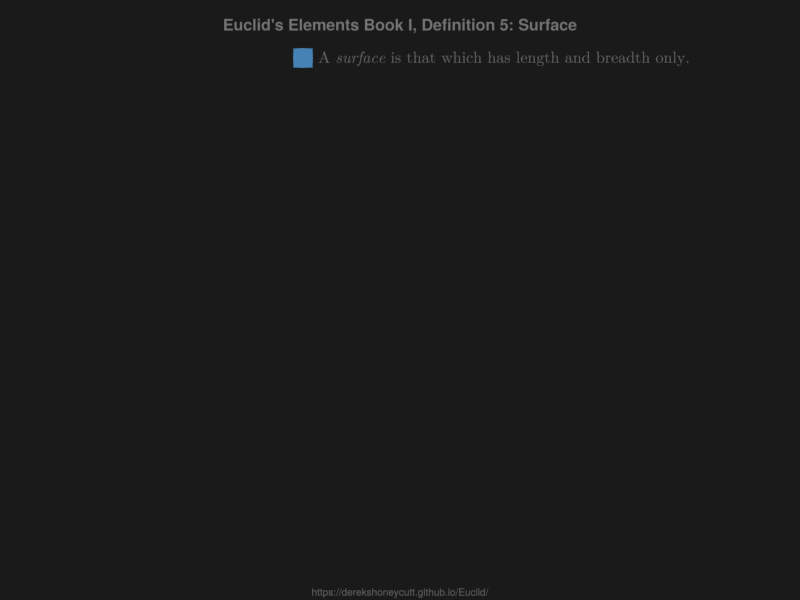 Euclid's Elements Book I, Definition 5: Surface
A surface is that which has length and breadth only.
https://derekshoneycutt.github.io/Euclid/